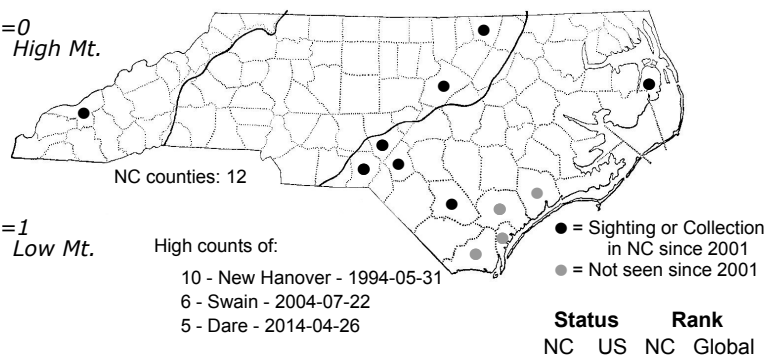 =0
High Mt.
NC counties: 12
=1
Low Mt.
High counts of:
10 - New Hanover - 1994-05-31
6 - Swain - 2004-07-22
5 - Dare - 2014-04-26
= Sighting or Collection
in NC since 2001
= Not seen since 2001
Status Rank
NC US NC Global